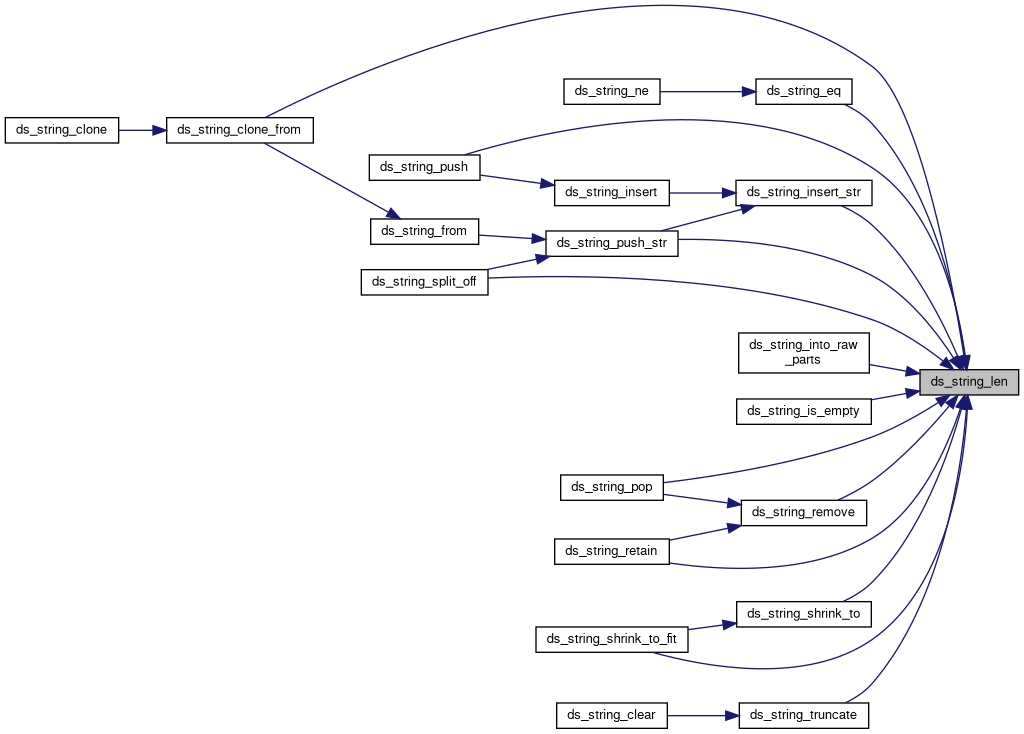 ds_string_ne
ds_string_eq
ds_string_clone
ds_string_clone_from
ds_string_push
ds_string_insert
ds_string_insert_str
ds_string_from
ds_string_push_str
ds_string_split_off
ds_string_into_raw
_parts
ds_string_len
ds_string_is_empty
ds_string_pop
ds_string_remove
ds_string_retain
ds_string_shrink_to
ds_string_shrink_to_fit
ds_string_clear
ds_string_truncate